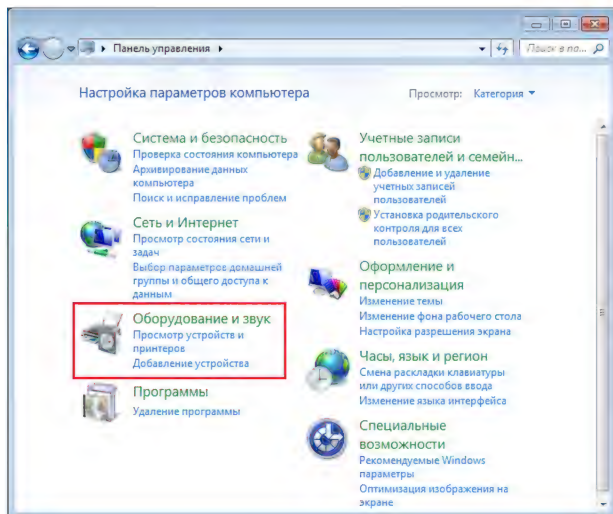 Панель управления
Поиск в па...
Настройка параметров компьютера
Просмотр: Категория
Система и безопасность
Проверка состояния компьютера
Архивирование данных
компьютера
Поиск и исправление проблем
Сеть и Интернет
Просмотр состояния сети и
задач
Выбор параметров домашней
группы и общего доступа к
данным
Оборудование и звук
Просмотр устройств и
принтеров
Добавление устройства
Программы
Удаление программы
Учетные записи
пользователей и семейн...
Добавление и удаление
учетных записей
пользователей
Установка родительского
контроля для всех
пользователей
Оформление и
персонализация
Изменение темы
Изменение фона рабочего стола
Настройка разрешения экрана
Часы, язык и регион
Смена раскладки клавиатуры
или других способов ввода
Изменение языка интерфейса
Специальные
возможности
Рекомендуемые Windows
параметры
Оптимизация изображения на
экране